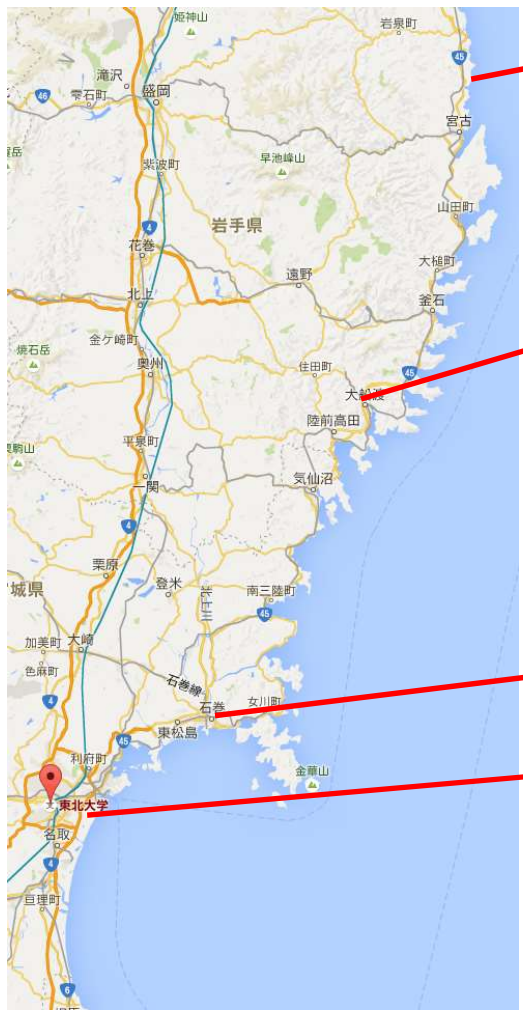 姫神山
岩泉町
45
滝沢
盛岡
46
雫石町
宮古
紫波町
早池峰山
山田町
4
岩手県
花巻
大槌町
遠野
北上
釜石
金ケ崎町
焼石岳
住田町
45
奥州
大船渡
陸前高田
平泉町
気仙沼
一関
4
栗原
登米
南三陸町
北上川
45
加美町
大崎
色麻町
石巻線
石巻
女川町
4
東松島
45
利府町
金華山
東北大学
名取
4
亘理町
6